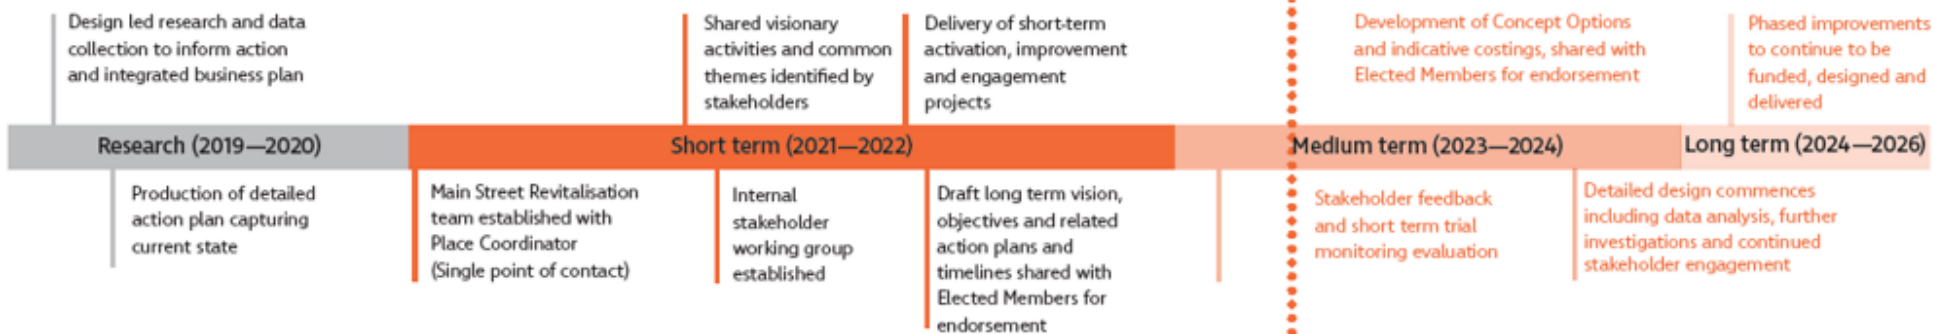 Design led research and data
collection to inform action
and integrated business plan
Shared visionary
activities and common
themes identified by
stakeholders
Delivery of short-term
activation, improvement
and engagement
projects
Development of Concept Options
and indicative costings, shared with
Elected Members for endorsement
Phased improvements
to continue to be
funded, designed and
delivered
Research (2019—2020)
Short term (2021—2022)
Medium term (2023—2024)
Long term (2024—2026)
Production of detailed
action plan capturing
current state
Main Street Revitalisation
team established with
Place Coordinator
(Single point of contact)
Internal
stakeholder
working group
established
Draft long term vision,
objectives and related
action plans and
timelines shared with
Elected Members for
endorsement
Stakeholder feedback
and short term trial
monitoring evaluation
Detailed design commences
including data analysis, further
investigations and continued
stakeholder engagement